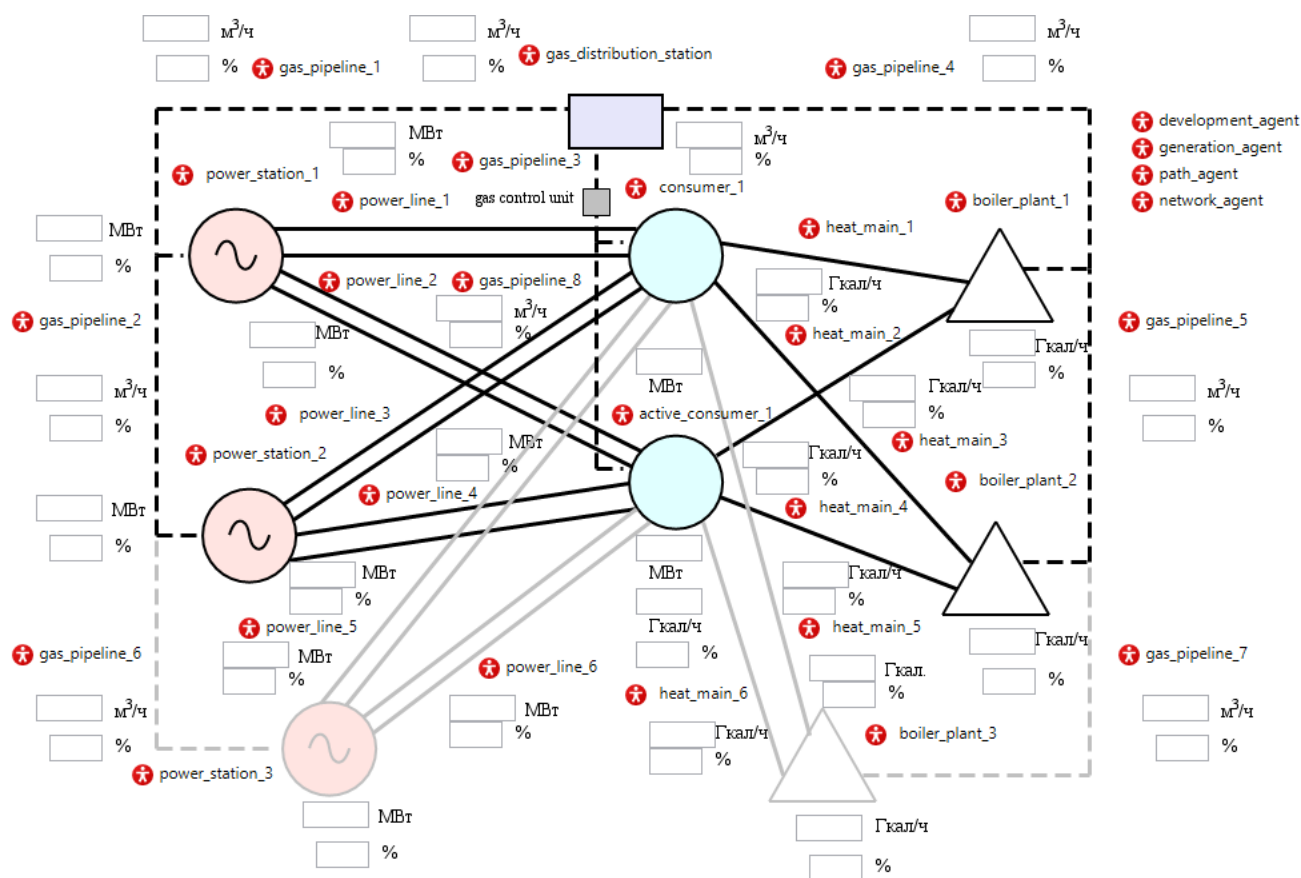 м³/ч
м³/ч
м³/ч
gas_distribution_station
% gas_pipeline_1
%
gas_pipeline_4 %
development_agent
МВт
м³/ч
generation_agent
% gas_pipeline_3
%
power_station_1
path_agent
power_line_1
gas control unit
consumer_1
boiler_plant_1
network_agent
МВт
heat_main_1
%
power_line_2
gas_pipeline_8
Гкал/ч
%
gas_pipeline_2
м³/ч
%
МВт
heat_main_2
gas_pipeline_5
Гкал/ч
%
%
МВт
м³/ч
Гкал/ч
%
м³/ч
%
power_line_3
active_consumer_1
%
%
МВт
heat_main_3
power_station_2
%
Гкал/ч
%
boiler_plant_2
power_line_4
heat_main_4
МВт
%
МВт
%
МВт
Гкал/ч
%
power_line_5
Гкал/ч
heat_main_5
Гкал/ч
gas_pipeline_6
МВт
%
power_line_6
%
Гкал.
%
%
gas_pipeline_7
heat_main_6
м³/ч
%
МВт
%
Гкал/ч
%
boiler_plant_3
м³/ч
%
power_station_3
МВт
%
Гкал/ч
%